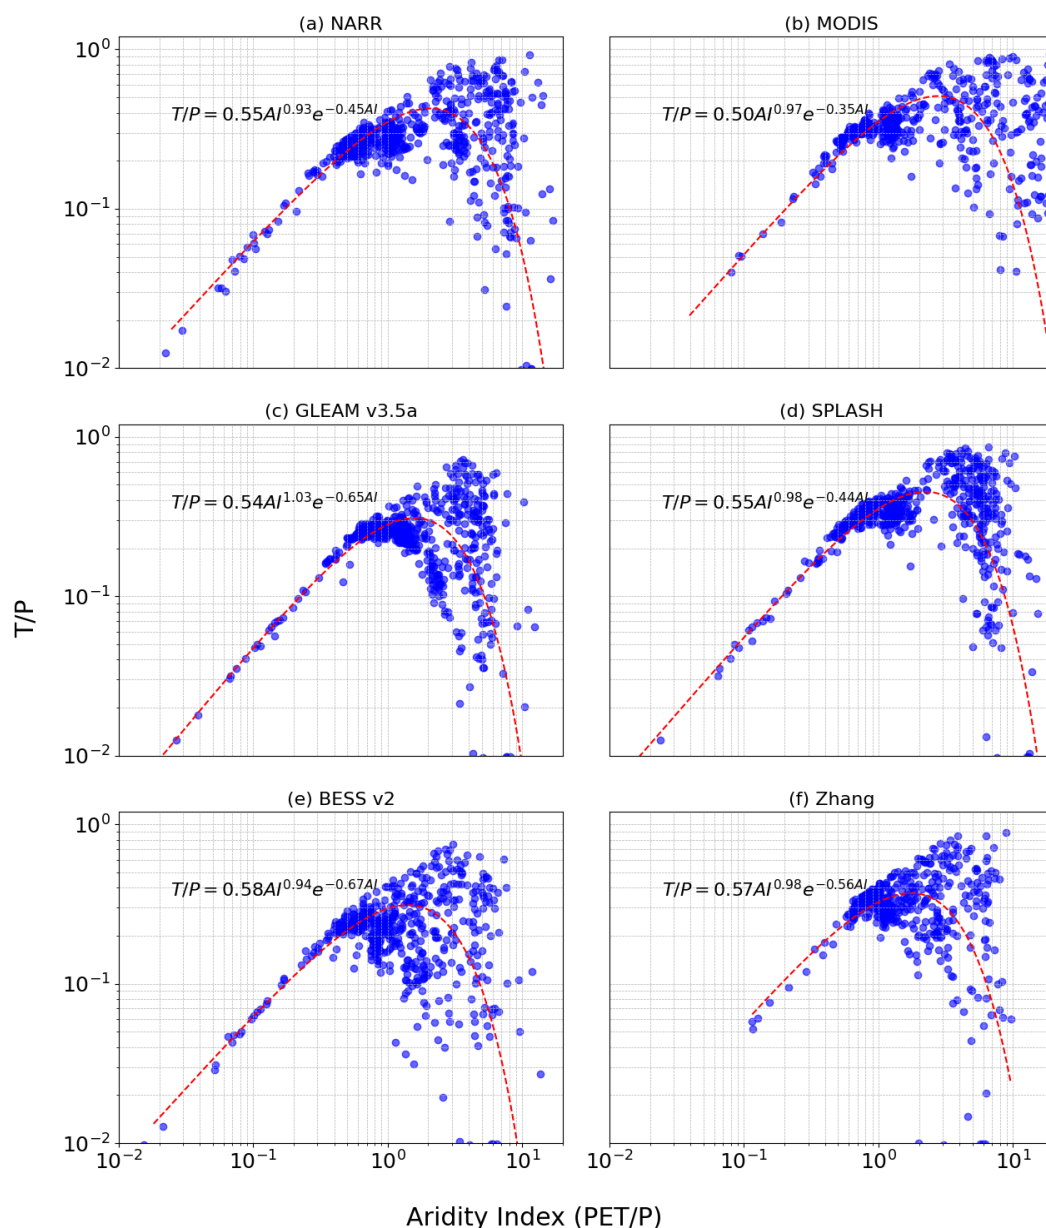 (a) NARR
(b) MODIS
10^0
T/P = 0.55AI^0.93 e^−0.45AI
T/P = 0.50AI^0.97 e^−0.35AI
10^−1
10^−2
(c) GLEAM v3.5a
(d) SPLASH
10^0
T/P = 0.54AI^1.03 e^−0.65AI
T/P = 0.55AI^0.98 e^−0.44AI
10^−1
T/P
10^−2
(e) BESS v2
(f) Zhang
10^0
T/P = 0.58AI^0.94 e^−0.67AI
T/P = 0.57AI^0.98 e^−0.56AI
10^−1
10^−2
10^−2 10^−1 10^0 10^1
10^−2 10^−1 10^0 10^1
Aridity Index (PET/P)